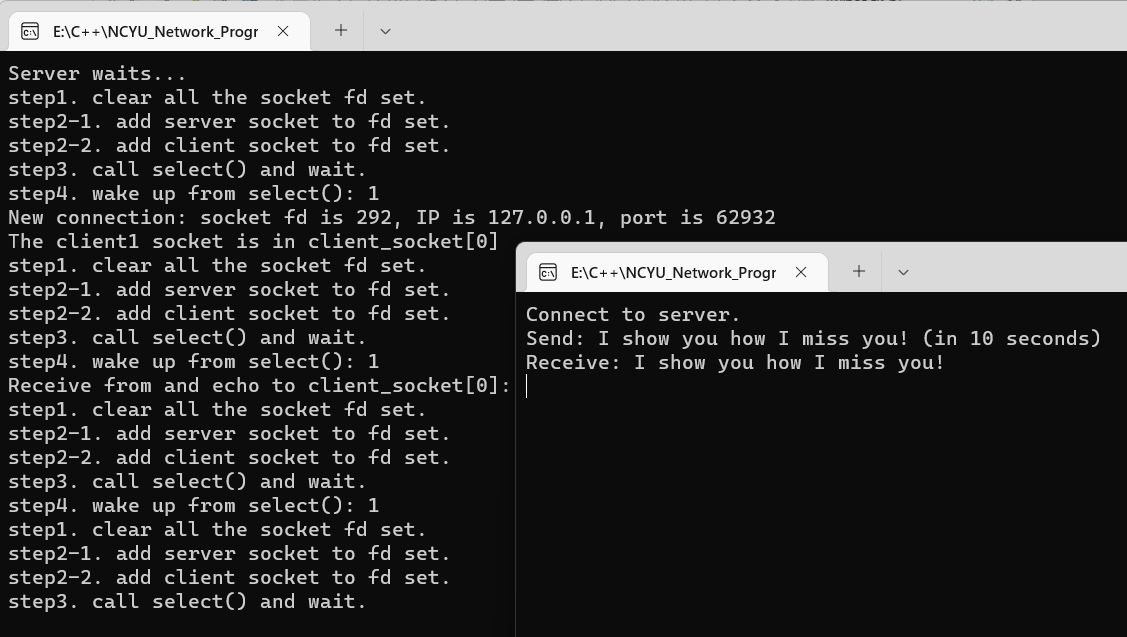 E:\C++\NCYU_Network_Progr
Server waits...
step1. clear all the socket fd set.
step2-1. add server socket to fd set.
step2-2. add client socket to fd set.
step3. call select() and wait.
step4. wake up from select(): 1
New connection: socket fd is 292, IP is 127.0.0.1, port is 62932
The client1 socket is in client_socket[0]
step1. clear all the socket fd set.
step2-1. add server socket to fd set.
step2-2. add client socket to fd set.
step3. call select() and wait.
step4. wake up from select(): 1
Receive from and echo to client_socket[0]:
step1. clear all the socket fd set.
step2-1. add server socket to fd set.
step2-2. add client socket to fd set.
step3. call select() and wait.
step4. wake up from select(): 1
step1. clear all the socket fd set.
step2-1. add server socket to fd set.
step2-2. add client socket to fd set.
step3. call select() and wait.
E:\C++\NCYU_Network_Progr
Connect to server.
Send: I show you how I miss you! (in 10 seconds)
Receive: I show you how I miss you!